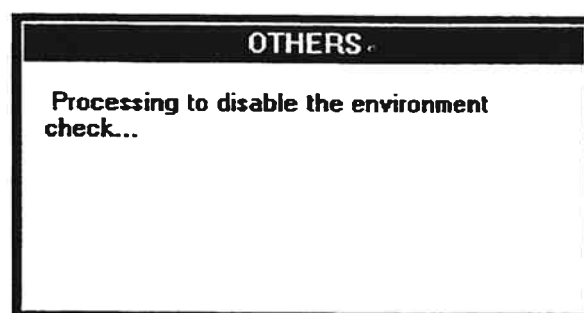 OTHERS
Processing to disable the environment
check...